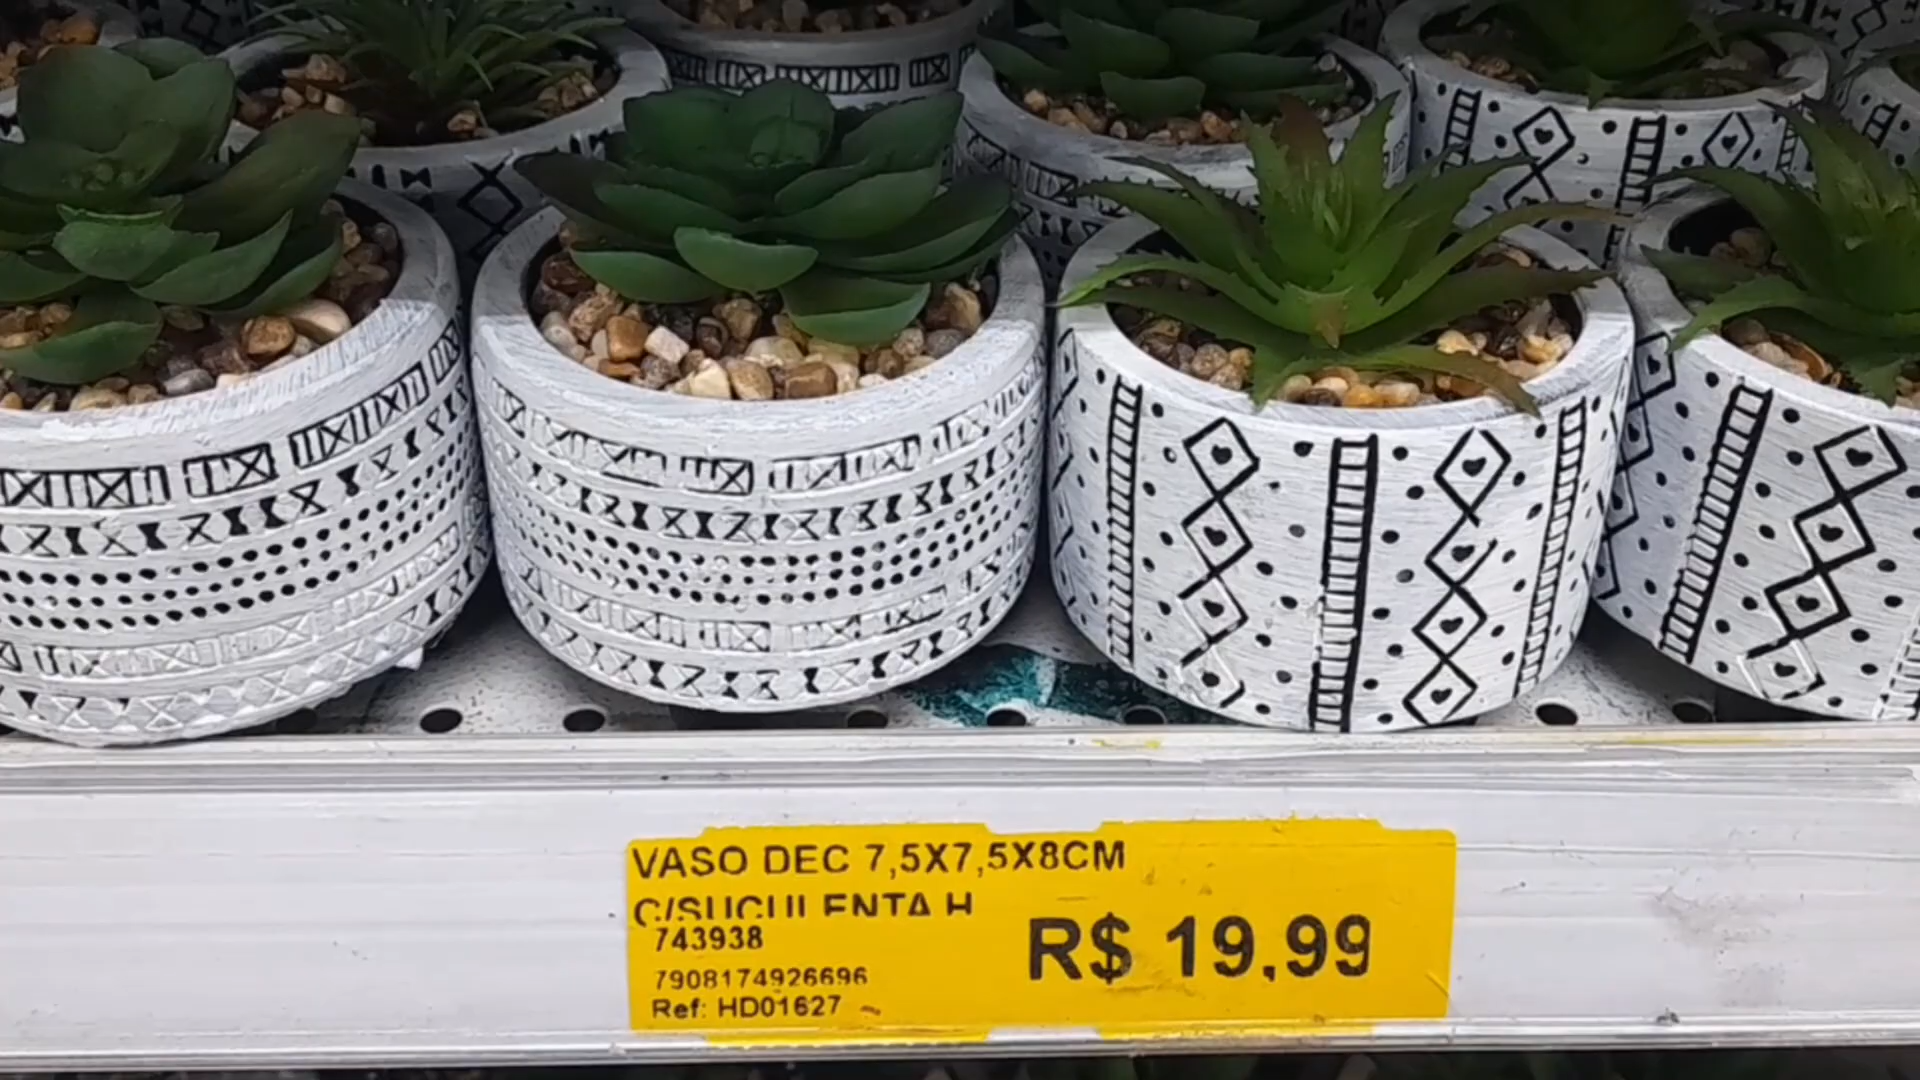 VASO DEC 7,5X7,5X8CM
C/SUCULENTA H
743938
R$ 19,99
7908174926696
Ref: HD01627